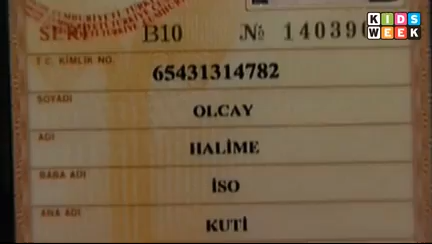 KIDS
WEEK
SERİ B10 № 140390
T.C. KİMLİK NO. 65431314782
SOYADI
OLCAY
ADI
HALİME
BABA ADI
İSO
ANA ADI
KUTİ